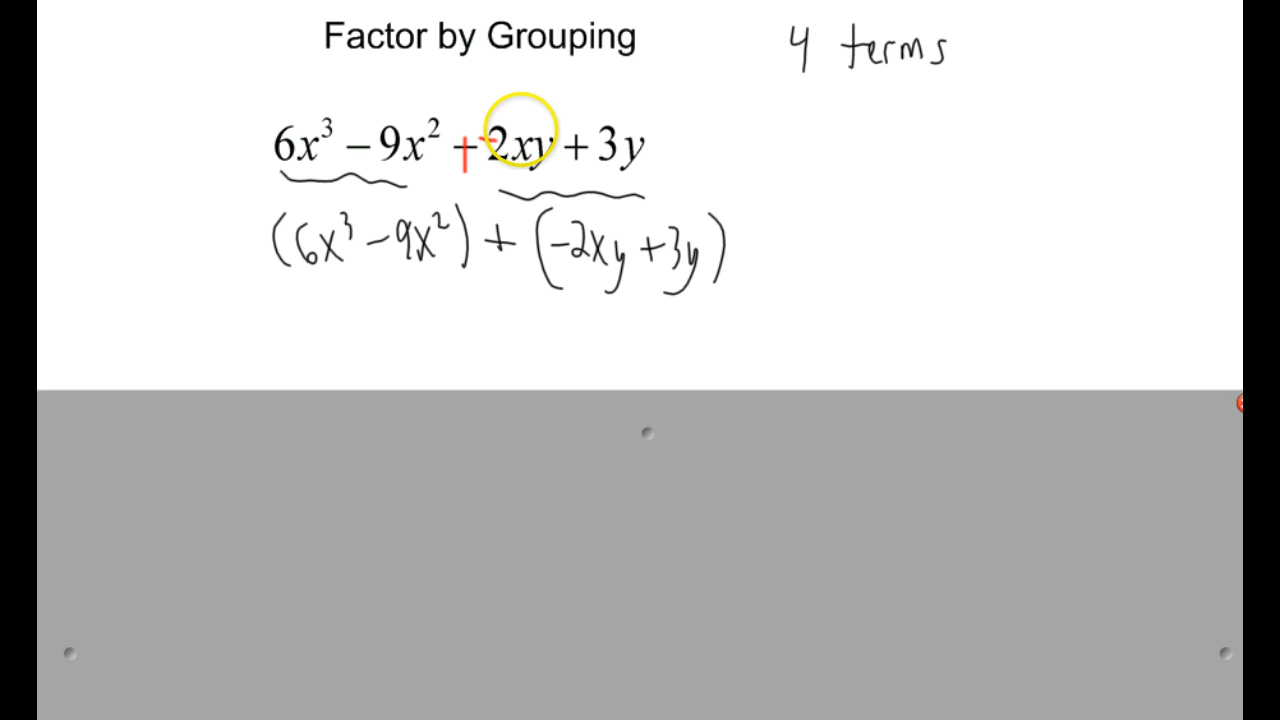 Factor by Grouping 4 terms
6x³ − 9x² + −2xy + 3y
(6x³ − 9x²) + (−2xy + 3y)